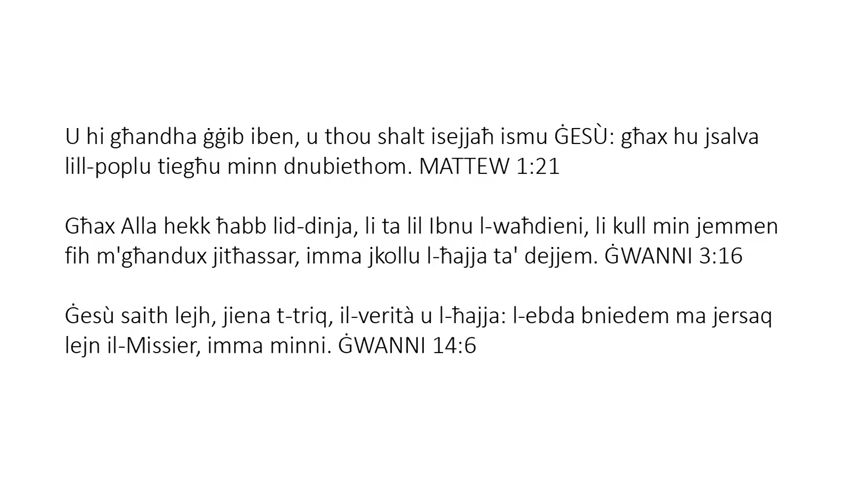 U hi għandha ġġib iben, u thou shalt isejjaħ ismu ĠESÙ: għax hu jsalva
lill-poplu tiegħu minn dnubiethom. MATTEW 1:21
Għax Alla hekk ħabb lid-dinja, li ta lil Ibnu l-waħdieni, li kull min jemmen
fih m'għandux jitħassar, imma jkollu l-ħajja ta' dejjem. ĠWANNI 3:16
Ġesù saith lejh, jiena t-triq, il-verità u l-ħajja: l-ebda bniedem ma jersaq
lejn il-Missier, imma minni. ĠWANNI 14:6